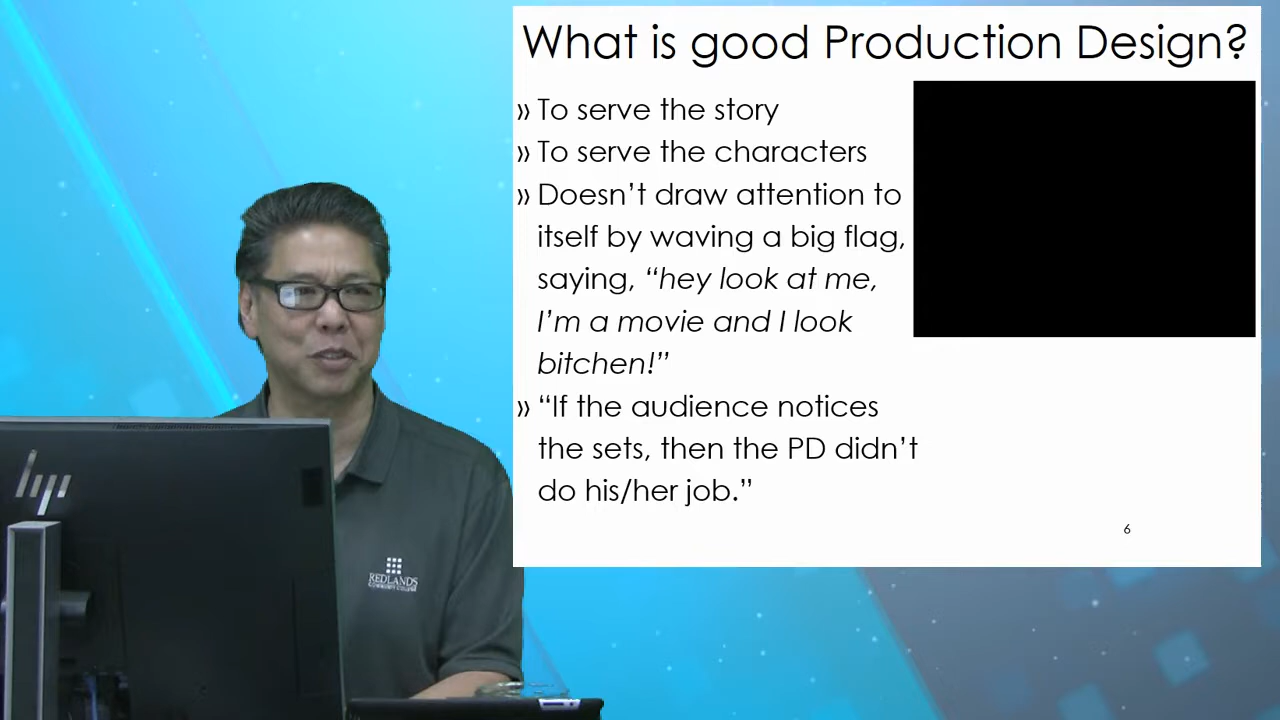 What is good Production Design?
» To serve the story
» To serve the characters
» Doesn’t draw attention to
itself by waving a big flag,
saying, “hey look at me,
I’m a movie and I look
bitchen!”
» “If the audience notices
the sets, then the PD didn’t
do his/her job.”
6
hp
REDLANDS
COMMUNITY COLLEGE